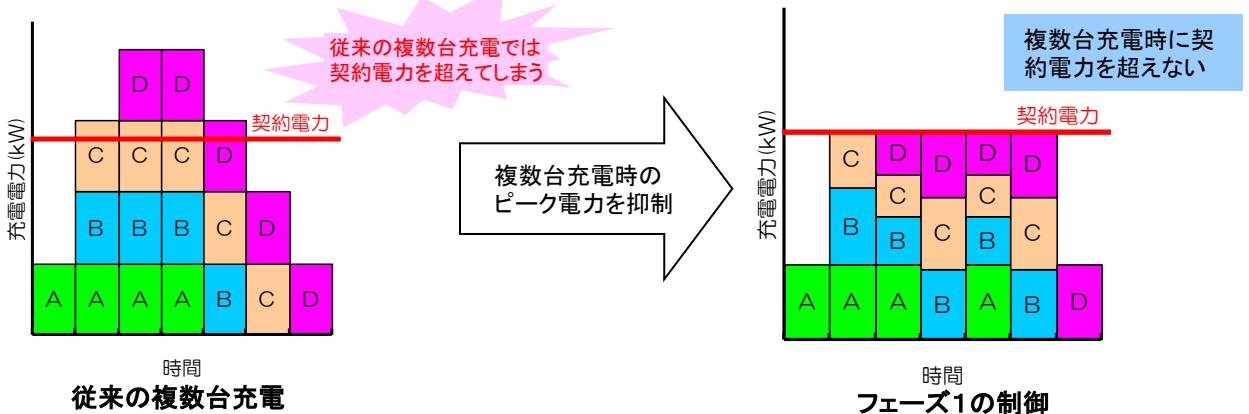 従来の複数台充電では
契約電力を超えてしまう
充電電力(kW)
契約電力
D D
C C C D
B B B C D
A A A A B C D
時間
従来の複数台充電
複数台充電時の
ピーク電力を抑制
複数台充電時に契
約電力を超えない
充電電力(kW)
契約電力
C D D D D
B C C C C
B B
A A A B A B D
時間
フェーズ1の制御